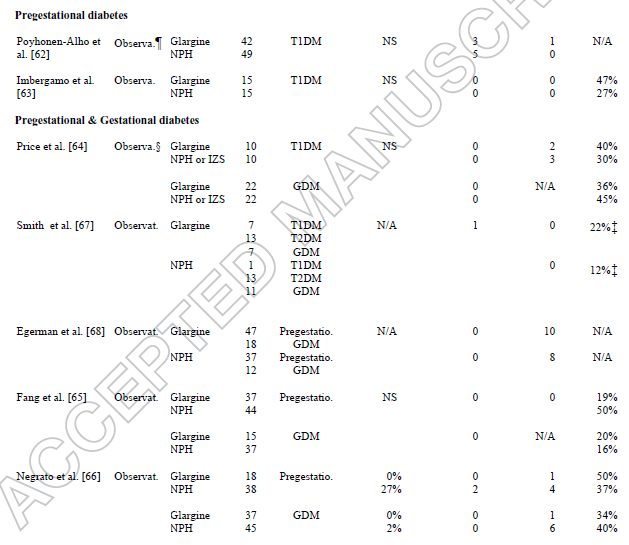 Pregestational diabetes
Poyhonen-Alho et al. [62] Observa.¶ Glargine 42 T1DM NS 3 1 N/A
NPH 49 5 0
Imbergamo et al. [63] Observa. Glargine 15 T1DM NS 0 0 47%
NPH 15 0 0 27%
Pregestational & Gestational diabetes
Price et al. [64] Observa.§ Glargine 10 T1DM NS 0 2 40%
NPH or IZS 10 0 3 30%
Glargine 22 GDM 0 N/A 36%
NPH or IZS 22 0 45%
Smith et al. [67] Observat. Glargine 7 T1DM N/A 1 0 22%‡
13 T2DM
7 GDM
NPH 1 T1DM 0 12%‡
13 T2DM
11 GDM
Egerman et al. [68] Observat. Glargine 47 Pregestatio. N/A 0 10 N/A
18 GDM
NPH 37 Pregestatio. 0 8 N/A
12 GDM
Fang et al. [65] Observat. Glargine 37 Pregestatio. NS 0 0 19%
NPH 44 50%
Glargine 15 GDM 0 N/A 20%
NPH 37 16%
Negrato et al. [66] Observat. Glargine 18 Pregestatio. 0% 0 1 50%
NPH 38 27% 2 4 37%
Glargine 37 GDM 0% 0 1 34%
NPH 45 2% 0 6 40%
ACCEPTED MANUSCR